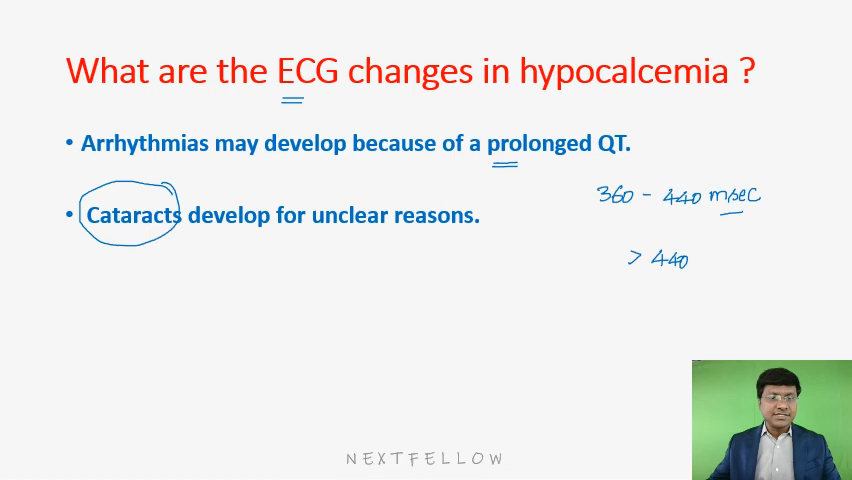 What are the ECG changes in hypocalcemia ?
• Arrhythmias may develop because of a prolonged QT.
• Cataracts develop for unclear reasons.
360 - 440 msec
> 440
NEXTFELLOW